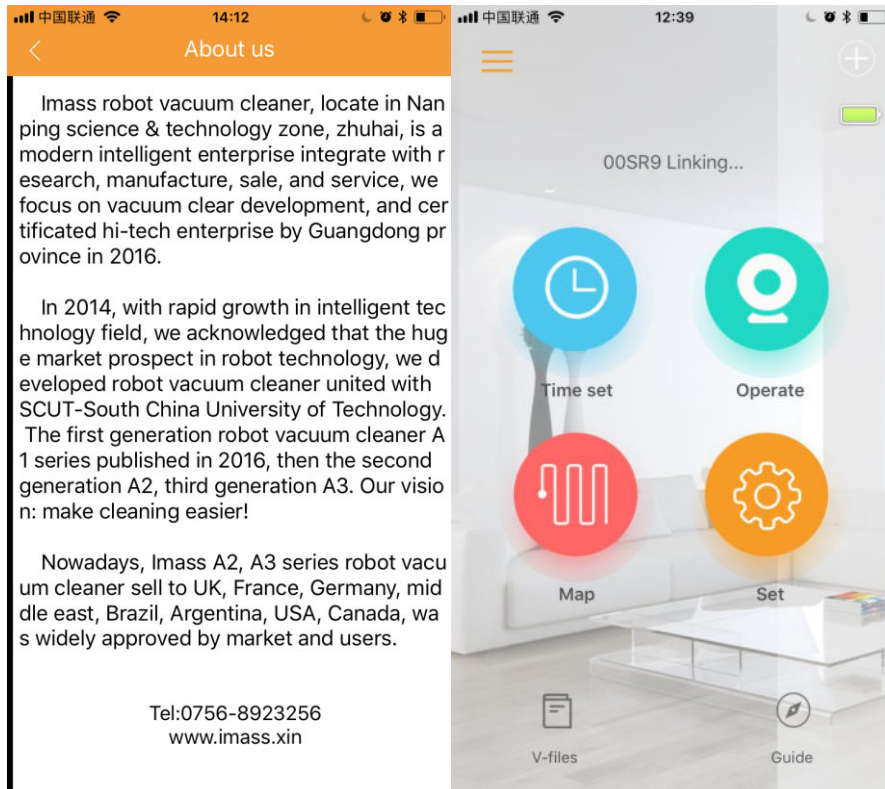 中国联通
14:12
About us
Imass robot vacuum cleaner, locate in Nan
ping science & technology zone, zhuhai, is a
modern intelligent enterprise integrate with r
esearch, manufacture, sale, and service, we
focus on vacuum clear development, and cer
tificated hi-tech enterprise by Guangdong pr
ovince in 2016.
In 2014, with rapid growth in intelligent tec
hnology field, we acknowledged that the hug
e market prospect in robot technology, we d
eveloped robot vacuum cleaner united with
SCUT-South China University of Technology.
The first generation robot vacuum cleaner A
1 series published in 2016, then the second
generation A2, third generation A3. Our visio
n: make cleaning easier!
Nowadays, Imass A2, A3 series robot vacu
um cleaner sell to UK, France, Germany, mid
dle east, Brazil, Argentina, USA, Canada, wa
s widely approved by market and users.
Tel:0756-8923256
www.imass.xin
中国联通
12:39
00SR9 Linking...
Time set
Operate
Map
Set
V-files
Guide